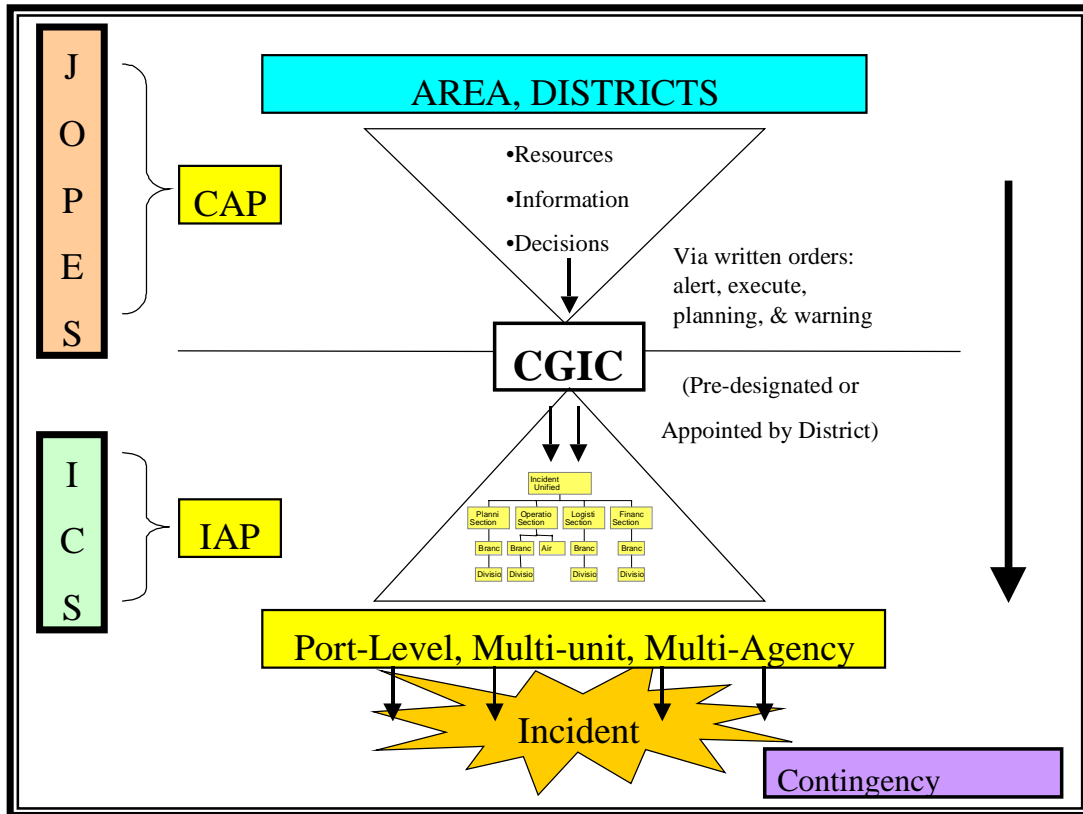 J
O
P
E
S
CAP
AREA, DISTRICTS
•Resources
•Information
•Decisions
Via written orders:
alert, execute,
planning, & warning
CGIC
(Pre-designated or
Appointed by District)
I
C
S
IAP
Incident
Unified
Planni
Section
Operatio
Section
Logisti
Section
Financ
Section
Branc
Branc
Air
Branc
Branc
Divisio
Divisio
Divisio
Divisio
Port-Level, Multi-unit, Multi-Agency
Incident
Contingency